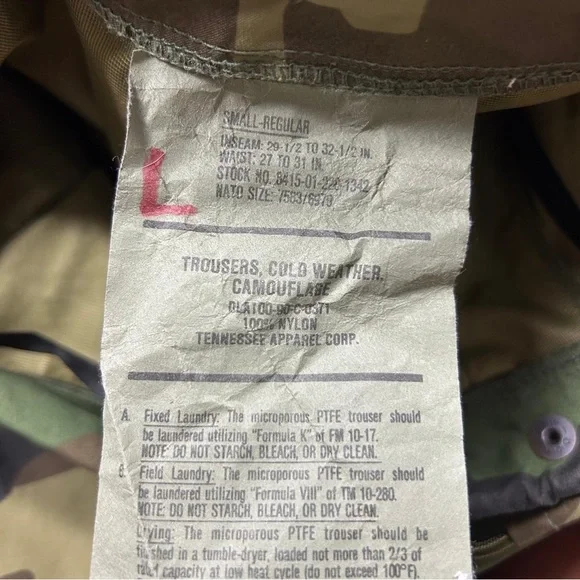 SMALL-REGULAR
INSEAM: 29-1/2 TO 32-1/2 IN.
WAIST: 27 TO 31 IN.
STOCK NO. 8415-01-228-1342
NATO SIZE: 7583/6979
L
TROUSERS, COLD WEATHER,
CAMOUFLAGE
DLA100-90-C-0371
100% NYLON
TENNESSEE APPAREL CORP.
A. Fixed Laundry: The microporous PTFE trouser should
be laundered utilizing "Formula K" of FM 10-17.
NOTE: DO NOT STARCH, BLEACH, OR DRY CLEAN.
B. Field Laundry: The microporous PTFE trouser should
be laundered utilizing "Formula VIII" of TM 10-280.
NOTE: DO NOT STARCH, BLEACH, OR DRY CLEAN.
Drying: The microporous PTFE trouser should be
in a tumble-dryer, loaded not more than 2/3 of
rated capacity at low heat cycle (do not exceed 100°F).